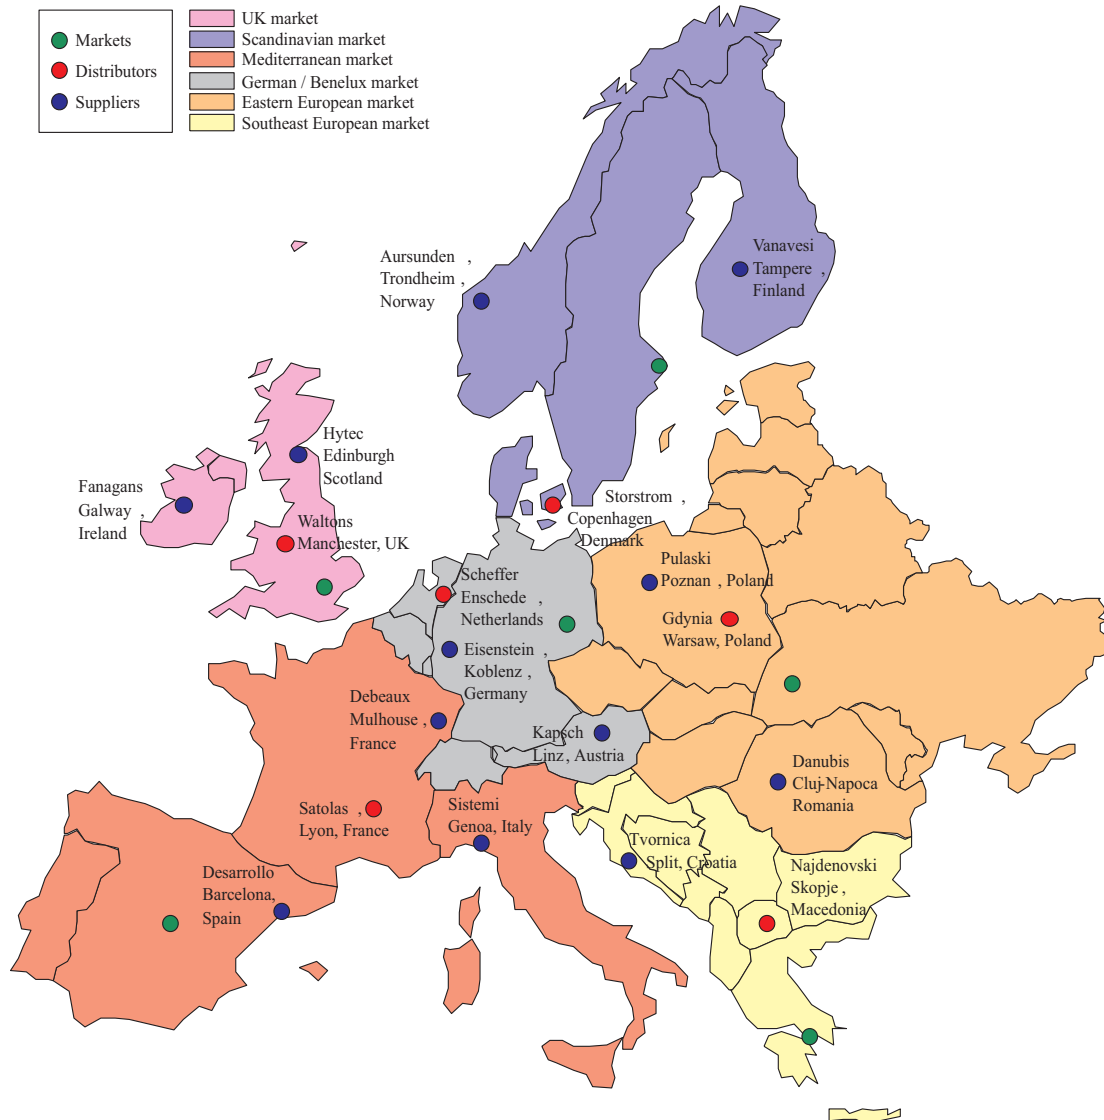 Markets
Distributors
Suppliers
UK market
Scandinavian market
Mediterranean market
German / Benelux market
Eastern European market
Southeast European market
Aursunden ,
Trondheim ,
Norway
Vanavesi
Tampere ,
Finland
Hytec
Edinburgh
Scotland
Fanagans
Galway ,
Ireland
Waltons
Manchester, UK
Storstrom ,
Copenhagen
Denmark
Scheffer
Enschede ,
Netherlands
Pulaski
Poznan , Poland
Gdynia
Warsaw, Poland
Eisenstein ,
Koblenz ,
Germany
Debeaux
Mulhouse ,
France
Kapsch
Linz, Austria
Danubis
Cluj-Napoca
Romania
Satolas ,
Lyon, France
Sistemi
Genoa, Italy
Tvornica
Split, Croatia
Desarrollo
Barcelona,
Spain
Najdenovski
Skopje ,
Macedonia